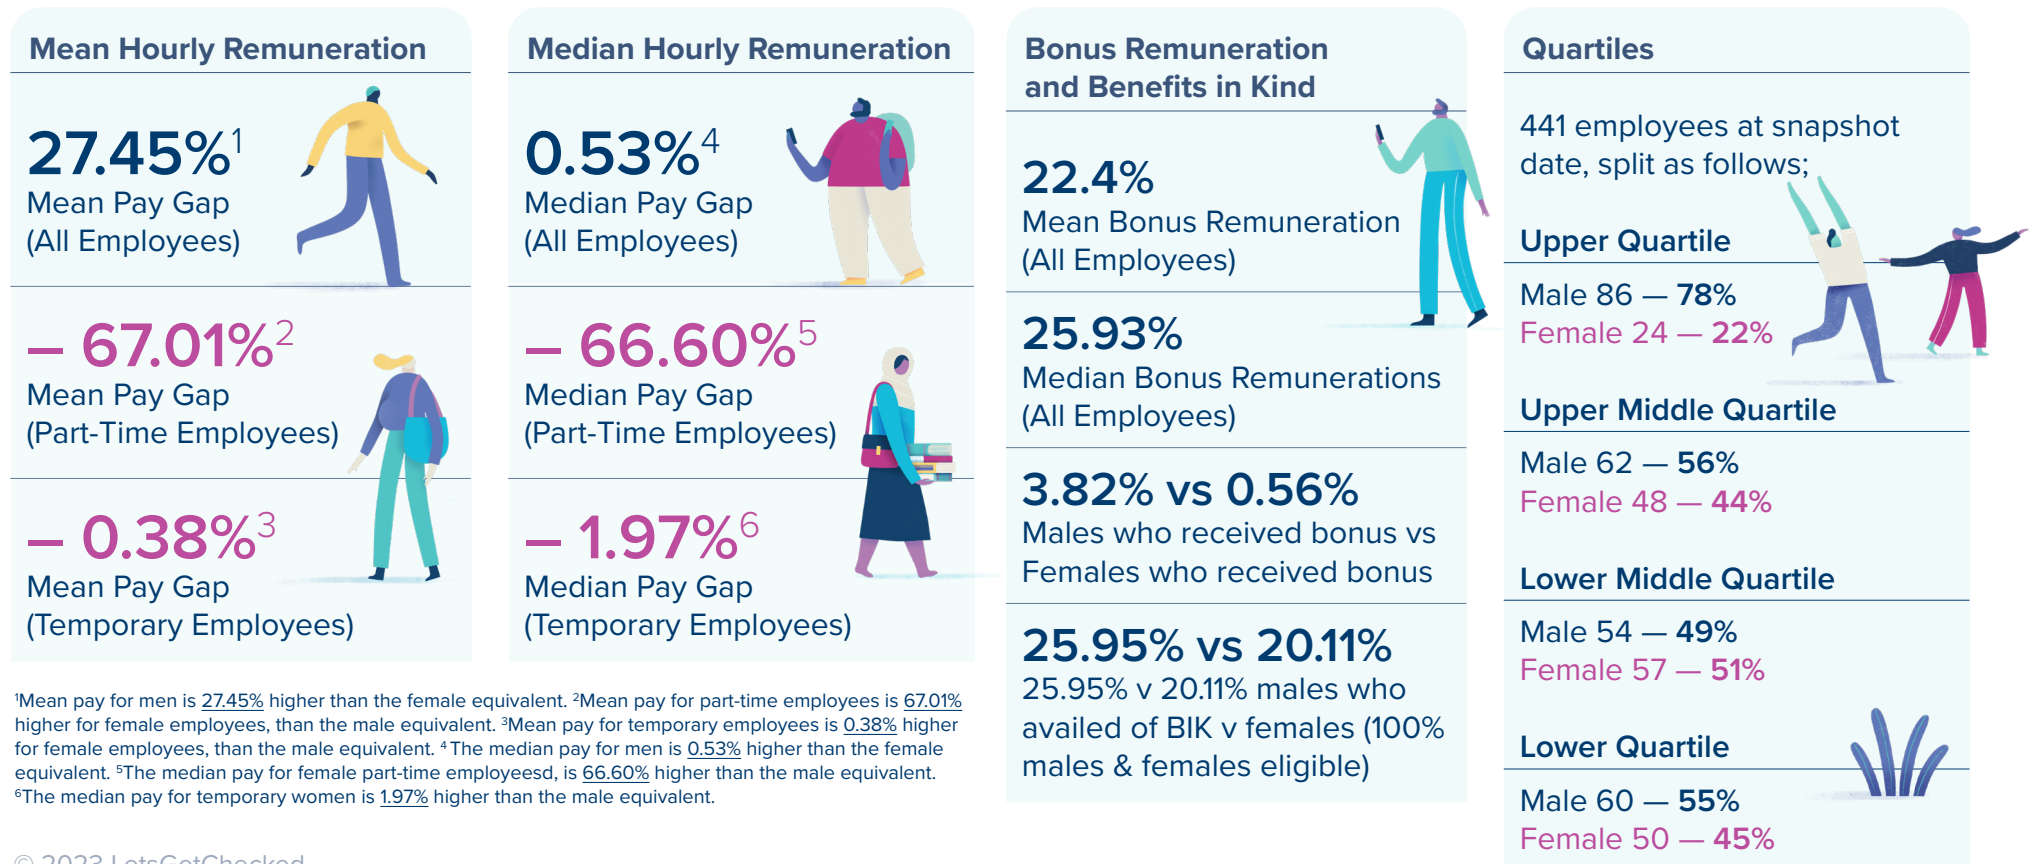 Mean Hourly Remuneration
27.45%¹
Mean Pay Gap
(All Employees)
– 67.01%²
Mean Pay Gap
(Part-Time Employees)
– 0.38%³
Mean Pay Gap
(Temporary Employees)
Median Hourly Remuneration
0.53%⁴
Median Pay Gap
(All Employees)
– 66.60%⁵
Median Pay Gap
(Part-Time Employees)
– 1.97%⁶
Median Pay Gap
(Temporary Employees)
¹Mean pay for men is 27.45% higher than the female equivalent. ²Mean pay for part-time employees is 67.01%
higher for female employees, than the male equivalent. ³Mean pay for temporary employees is 0.38% higher
for female employees, than the male equivalent. ⁴ The median pay for men is 0.53% higher than the female
equivalent. ⁵The median pay for female part-time employeesd, is 66.60% higher than the male equivalent.
⁶The median pay for temporary women is 1.97% higher than the male equivalent.
Bonus Remuneration
and Benefits in Kind
22.4%
Mean Bonus Remuneration
(All Employees)
25.93%
Median Bonus Remunerations
(All Employees)
3.82% vs 0.56%
Males who received bonus vs
Females who received bonus
25.95% vs 20.11%
25.95% v 20.11% males who
availed of BIK v females (100%
males & females eligible)
Quartiles
441 employees at snapshot
date, split as follows;
Upper Quartile
Male 86 — 78%
Female 24 — 22%
Upper Middle Quartile
Male 62 — 56%
Female 48 — 44%
Lower Middle Quartile
Male 54 — 49%
Female 57 — 51%
Lower Quartile
Male 60 — 55%
Female 50 — 45%
© 2023 LetsGetChecked